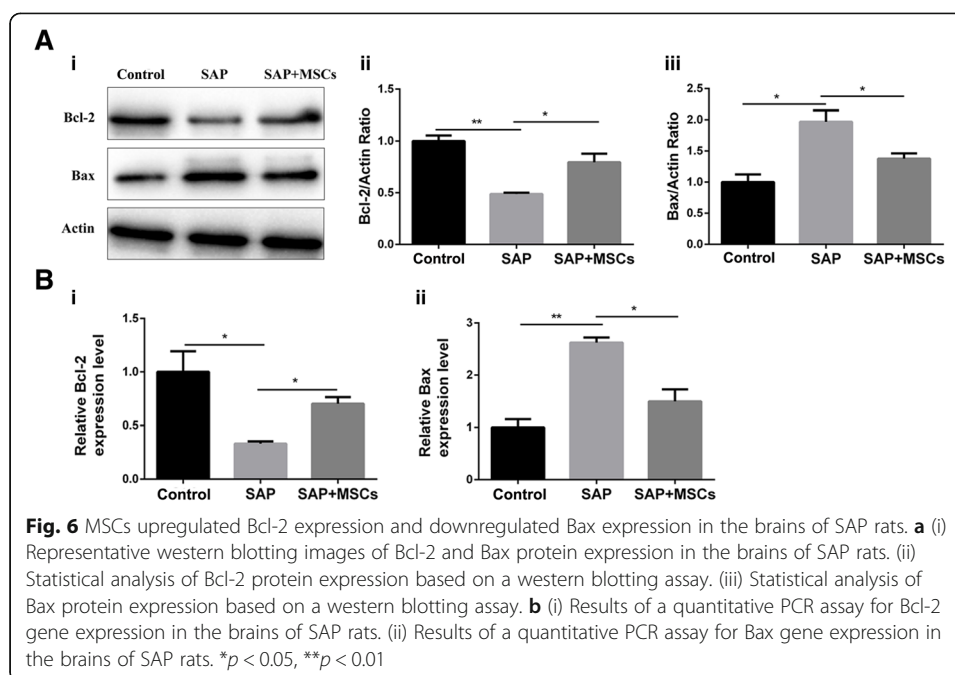 A
i
Control SAP SAP+MSCs
Bcl-2
Bax
Actin
ii
Bcl-2/Actin Ratio
1.5
1.0
0.5
0.0
** *
Control SAP SAP+MSCs
iii
Bax/Actin Ratio
2.5
2.0
1.5
1.0
0.5
0.0
* *
Control SAP SAP+MSCs
B
i
Relative Bcl-2
expression level
1.5
1.0
0.5
0.0
*
*
Control SAP SAP+MSCs
ii
Relative Bax
expression level
3
2
1
0
** *
Control SAP SAP+MSCs
Fig. 6 MSCs upregulated Bcl-2 expression and downregulated Bax expression in the brains of SAP rats. a (i)
Representative western blotting images of Bcl-2 and Bax protein expression in the brains of SAP rats. (ii)
Statistical analysis of Bcl-2 protein expression based on a western blotting assay. (iii) Statistical analysis of
Bax protein expression based on a western blotting assay. b (i) Results of a quantitative PCR assay for Bcl-2
gene expression in the brains of SAP rats. (ii) Results of a quantitative PCR assay for Bax gene expression in
the brains of SAP rats. *p < 0.05, **p < 0.01